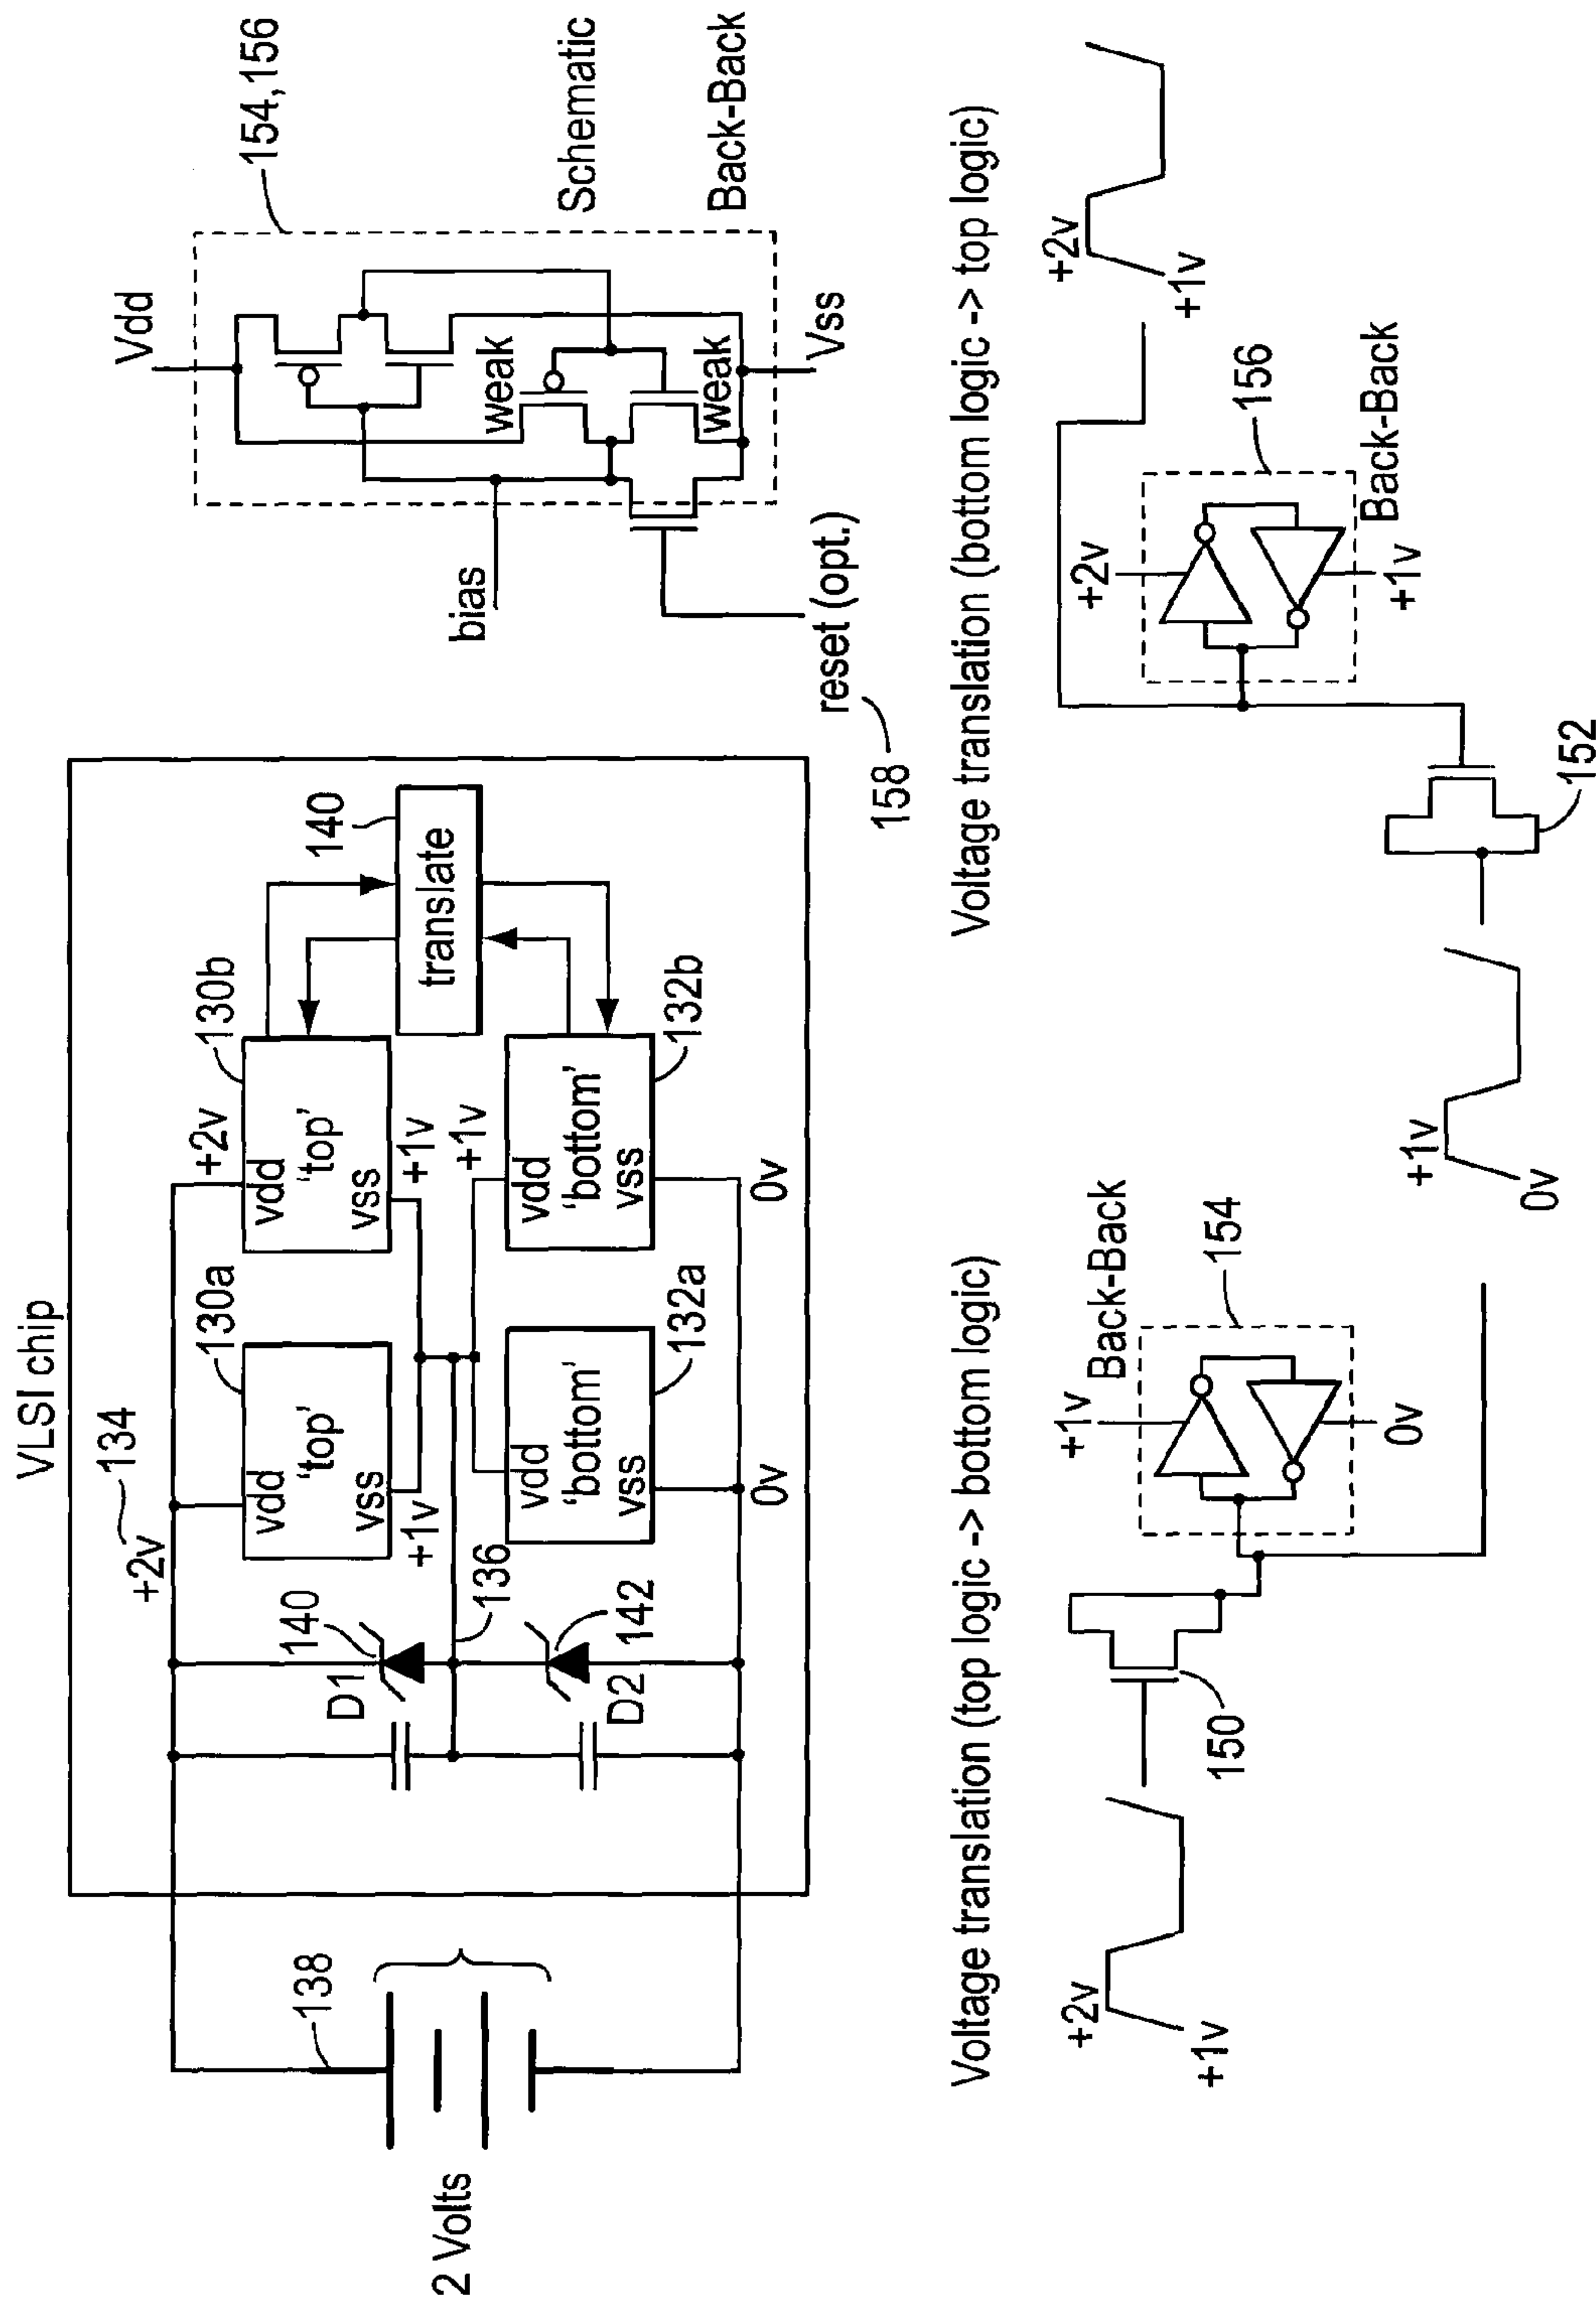 VLSI chip
134
+2v
130a
vdd
'top'
vss
+1v
+2v
130b
vdd
'top'
vss
+1v
+1v
140
translate
138
2 Volts
D1
140
136
D2
142
vdd
'bottom'
vss
132a
0v
vdd
'bottom'
vss
132b
0v
Vdd
154,156
weak
weak
bias
Vss
reset (opt.)
158
Schematic
Back-Back
Voltage translation (top logic -> bottom logic)
+2v
+1v
150
+1v
Back-Back
154
0v
+1v
0v
Voltage translation (bottom logic -> top logic)
152
+2v
156
Back-Back
+1v
+2v
+1v